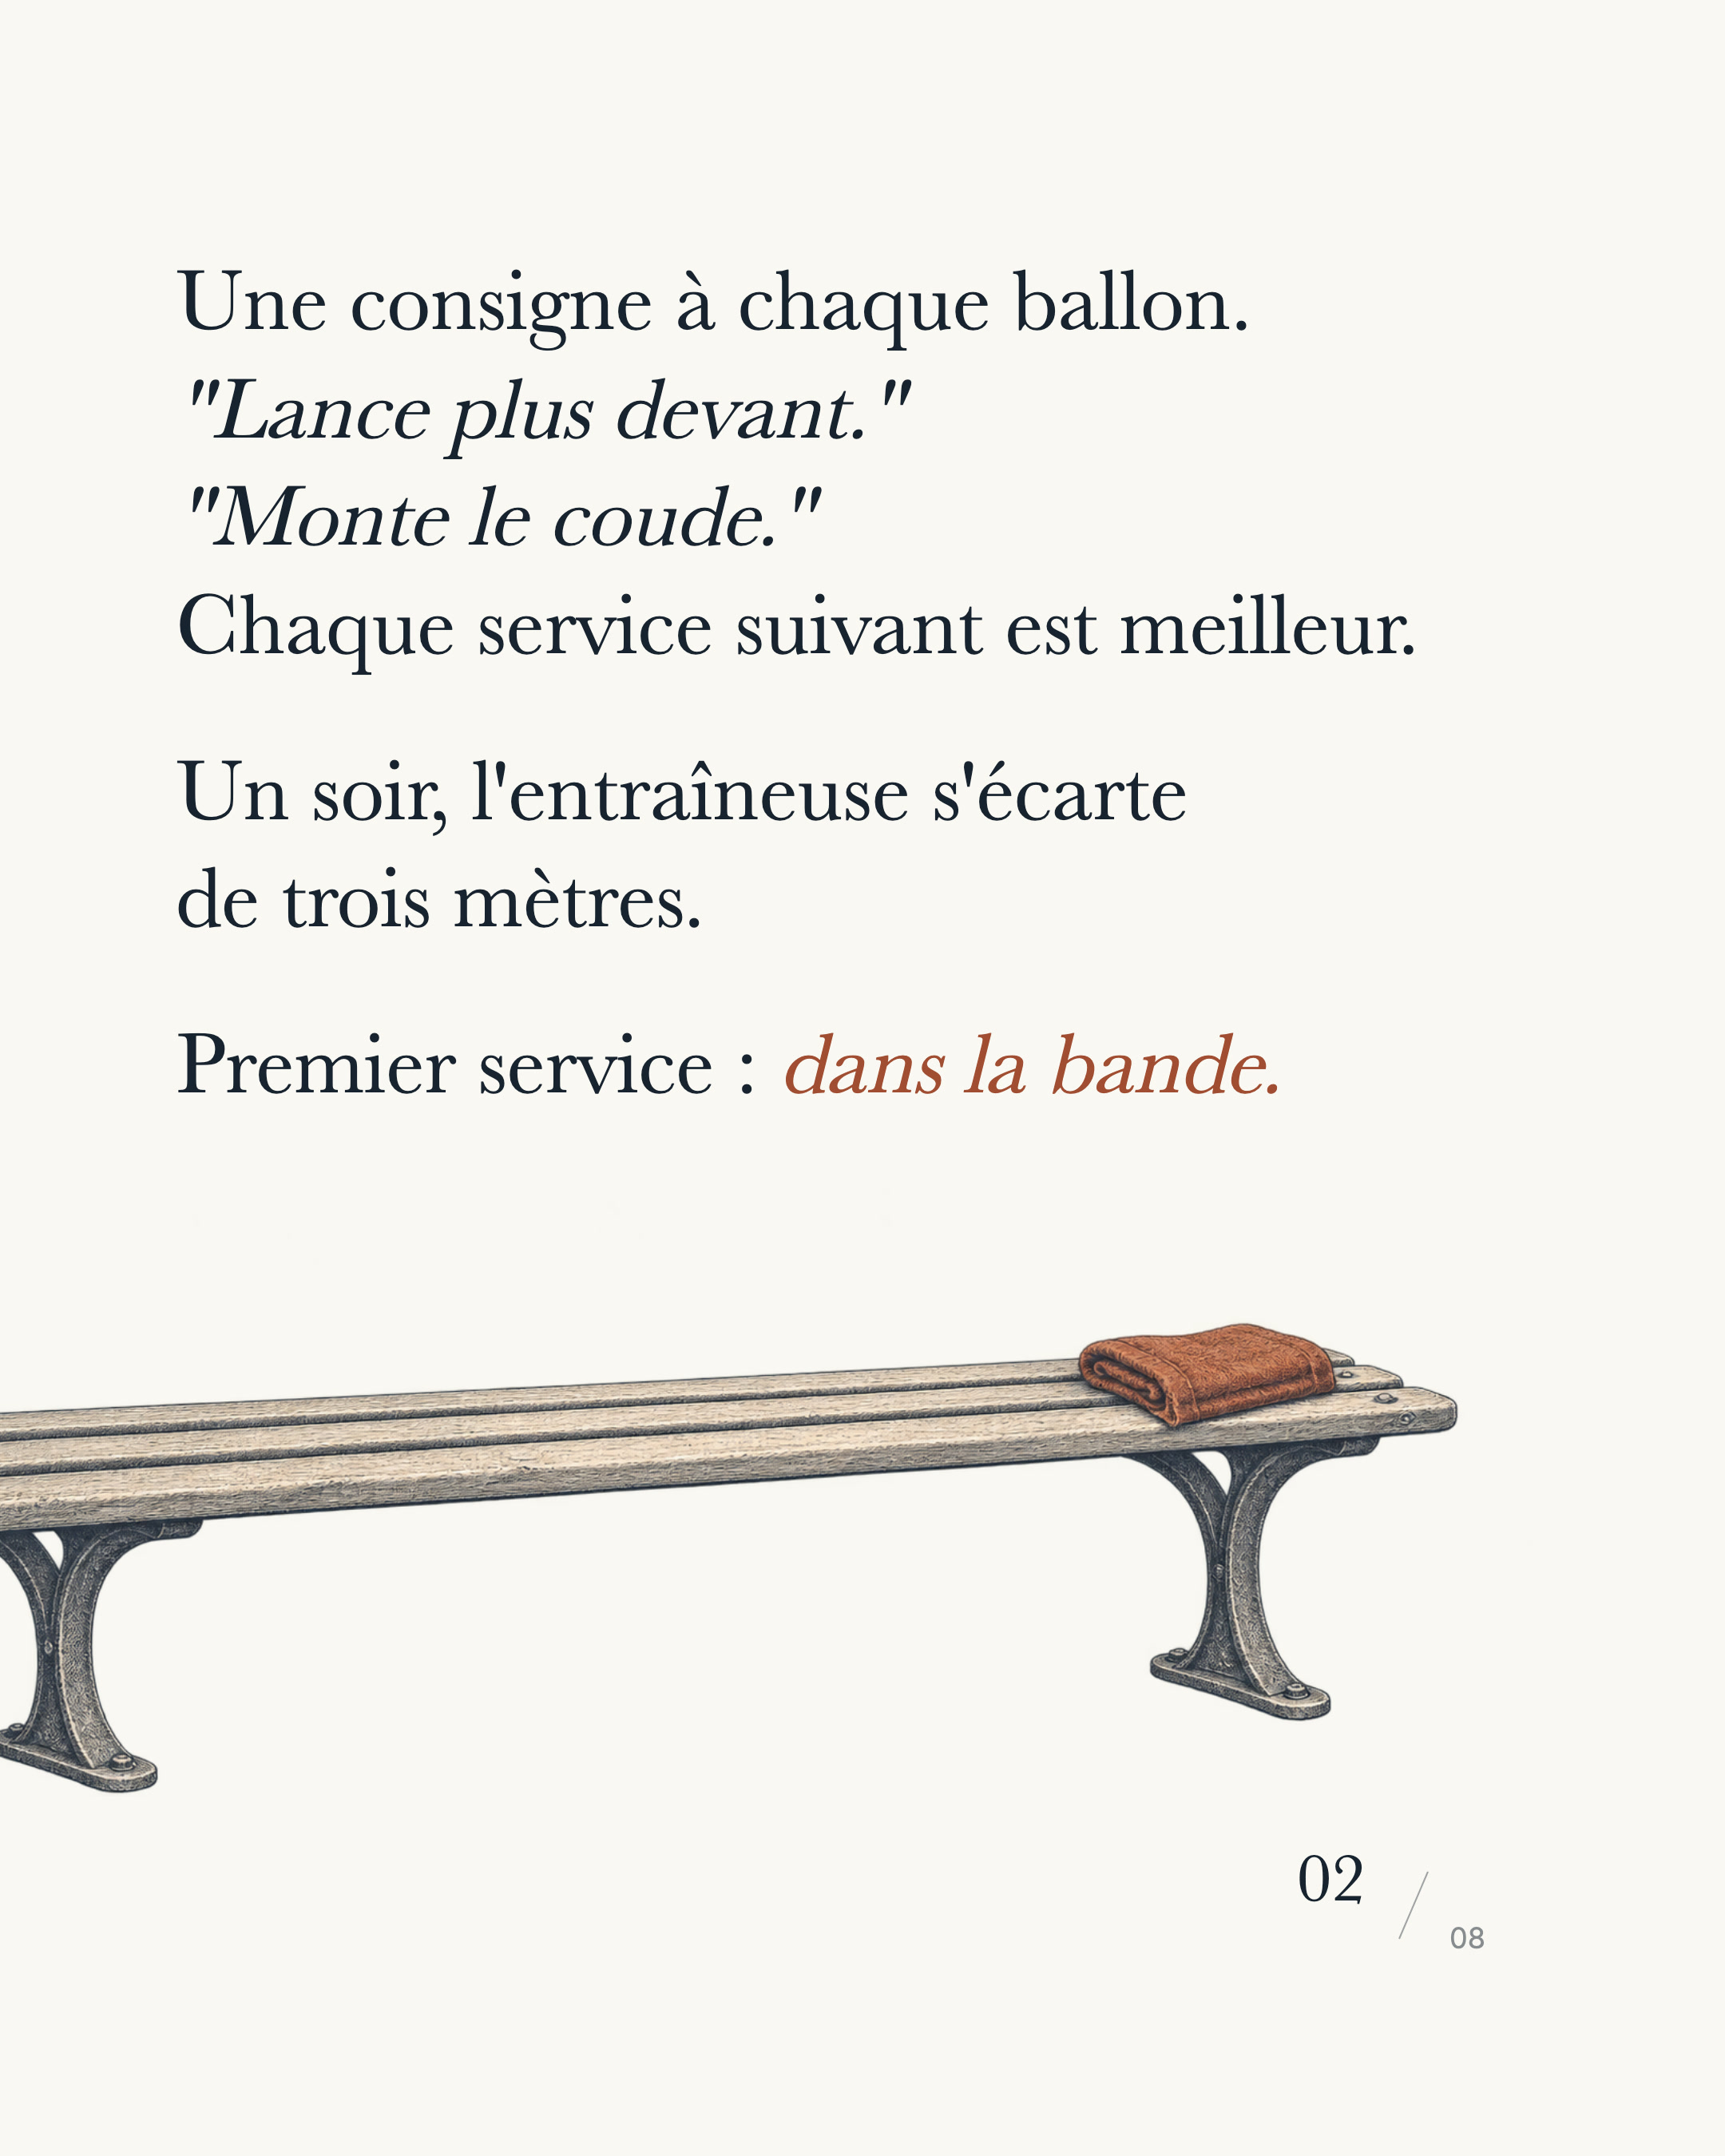 Une consigne à chaque ballon.
"Lance plus devant."
"Monte le coude."
Chaque service suivant est meilleur.
Un soir, l'entraîneuse s'écarte
de trois mètres.
Premier service : dans la bande.
02
08